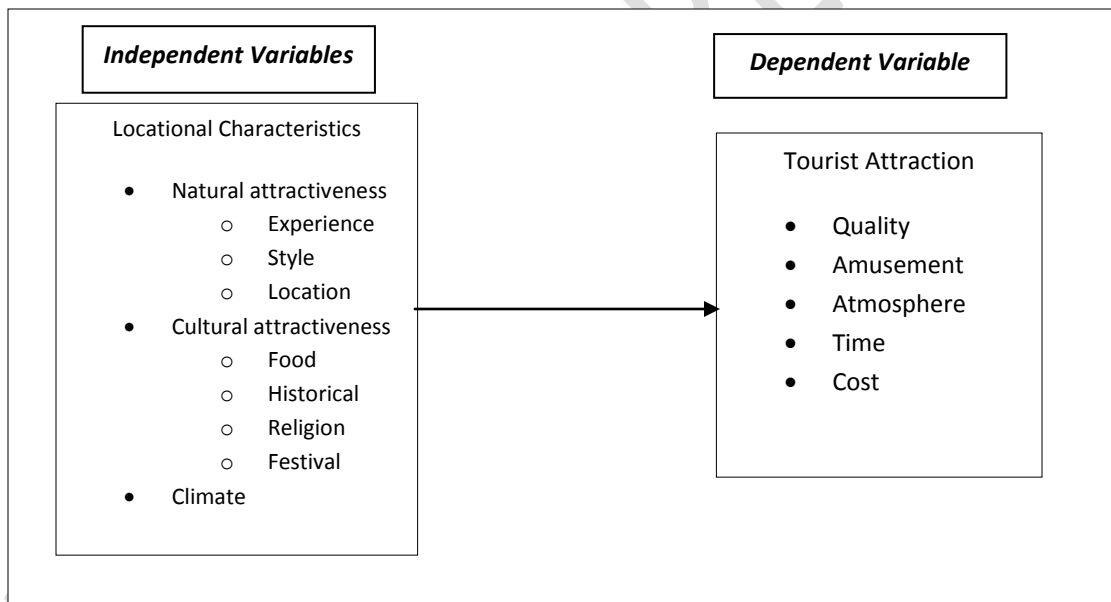 Independent Variables
Locational Characteristics
• Natural attractiveness
o Experience
o Style
o Location
• Cultural attractiveness
o Food
o Historical
o Religion
o Festival
• Climate
Dependent Variable
Tourist Attraction
• Quality
• Amusement
• Atmosphere
• Time
• Cost